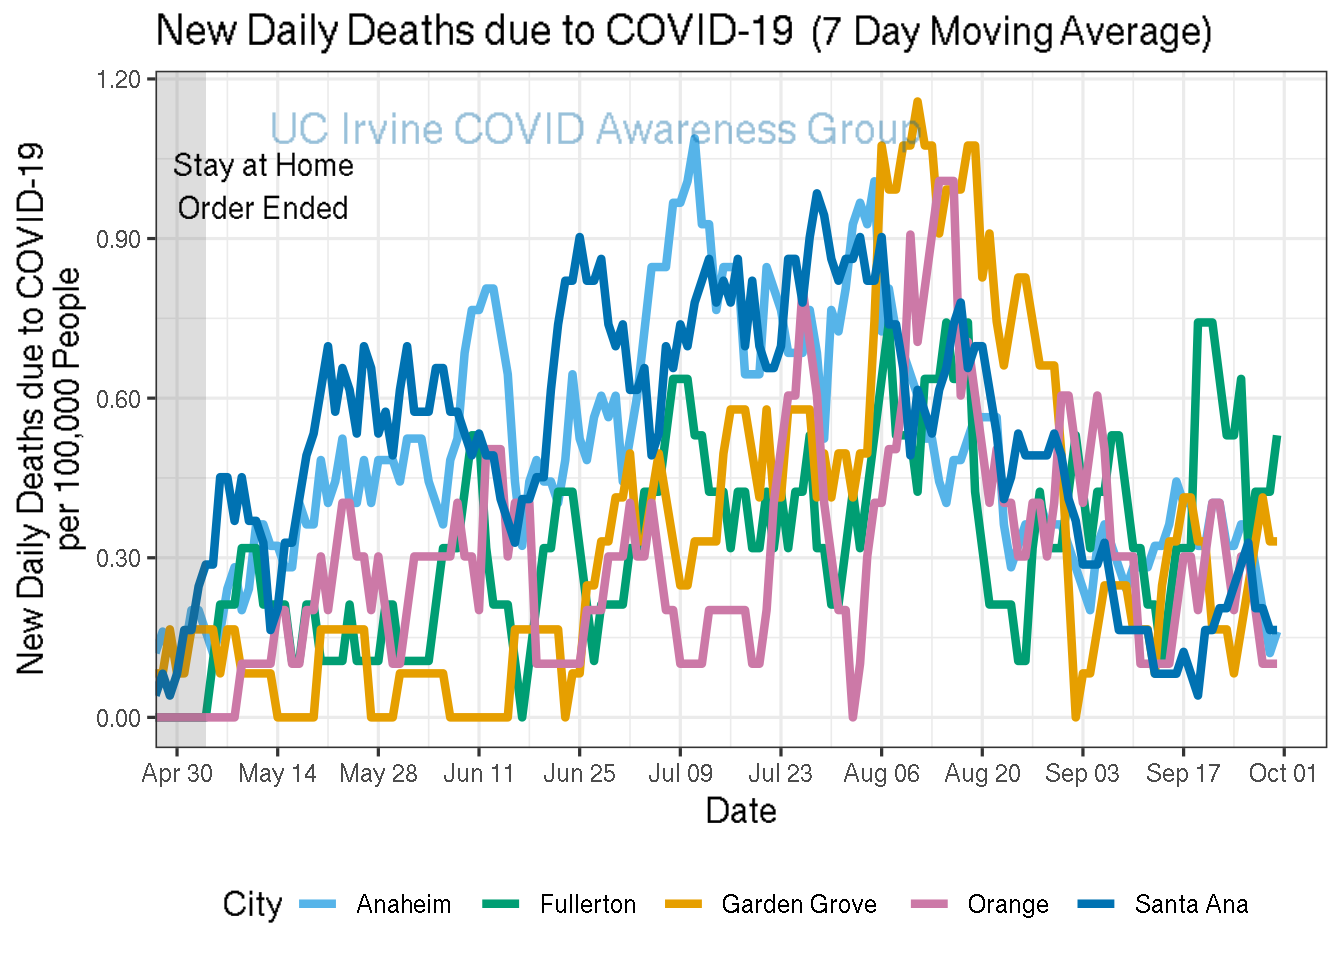 New Daily Deaths due to COVID-19 (7 Day Moving Average)
UC Irvine COVID Awareness Group
Stay at Home
Order Ended
New Daily Deaths due to COVID-19
per 100,000 People
1.20
0.90
0.60
0.30
0.00
Apr 30 May 14 May 28 Jun 11 Jun 25 Jul 09 Jul 23 Aug 06 Aug 20 Sep 03 Sep 17 Oct 01
Date
City Anaheim Fullerton Garden Grove Orange Santa Ana